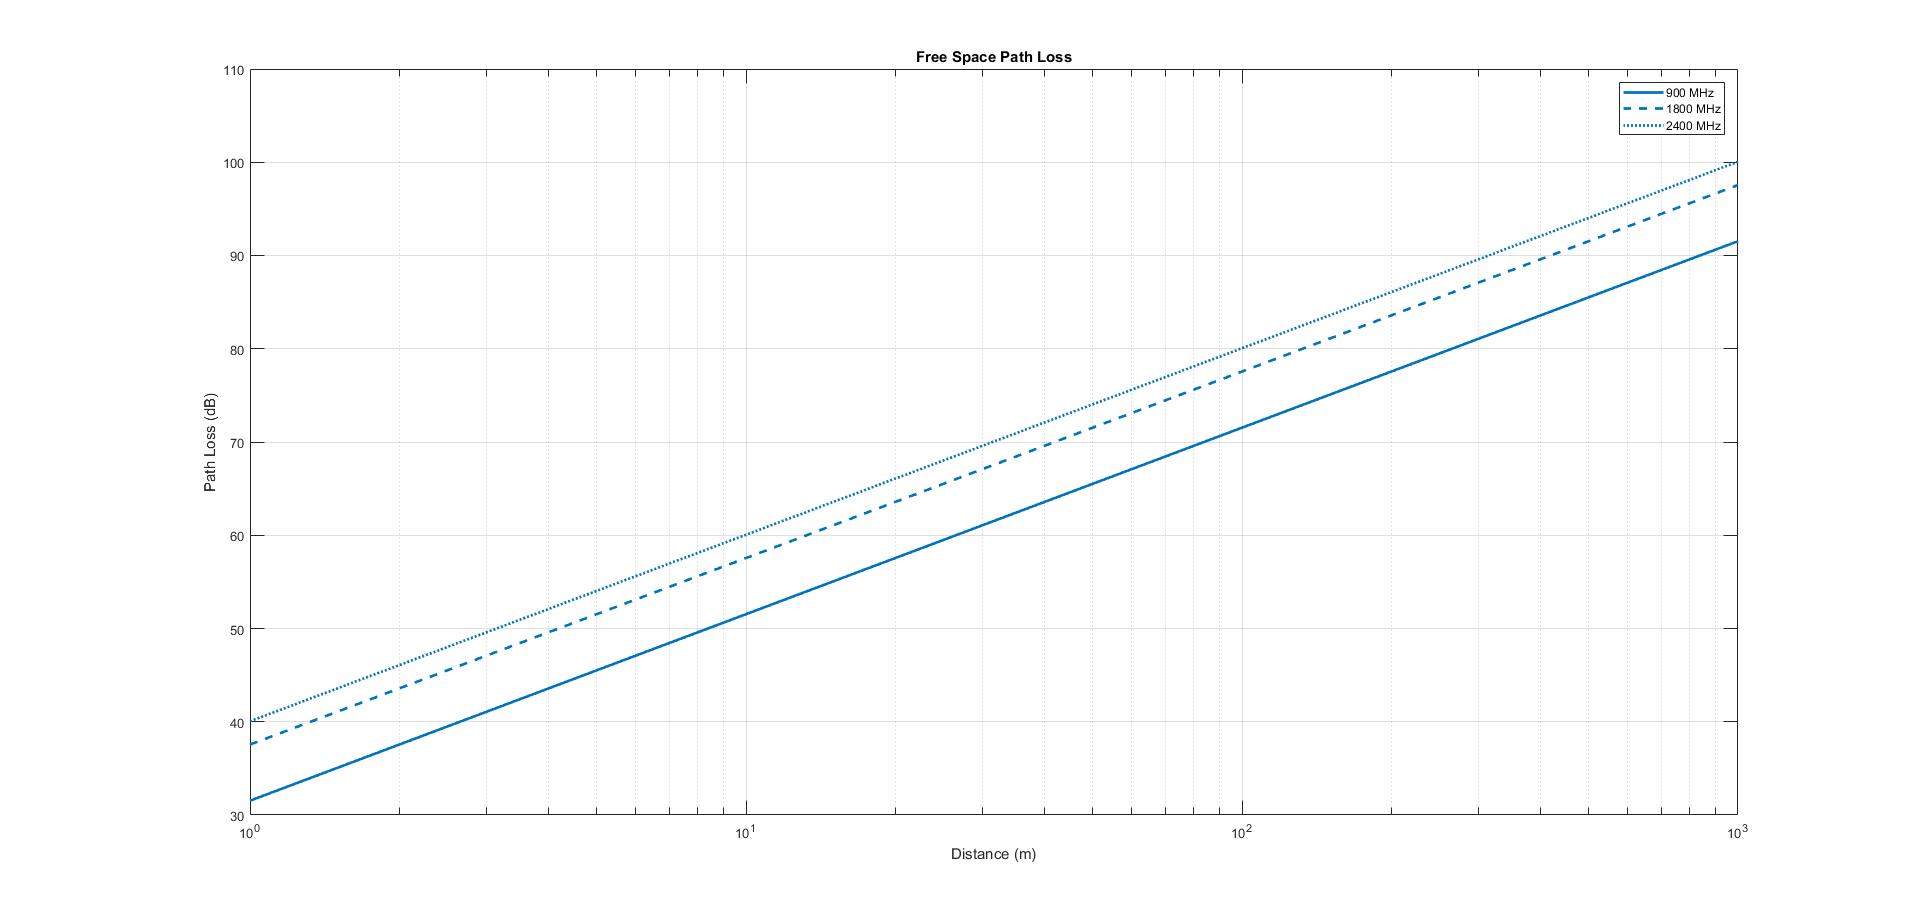 Free Space Path Loss
110
100
90
80
70
60
50
40
30
Path Loss (dB)
900 MHz
1800 MHz
2400 MHz
10⁰
10¹
10²
10³
Distance (m)